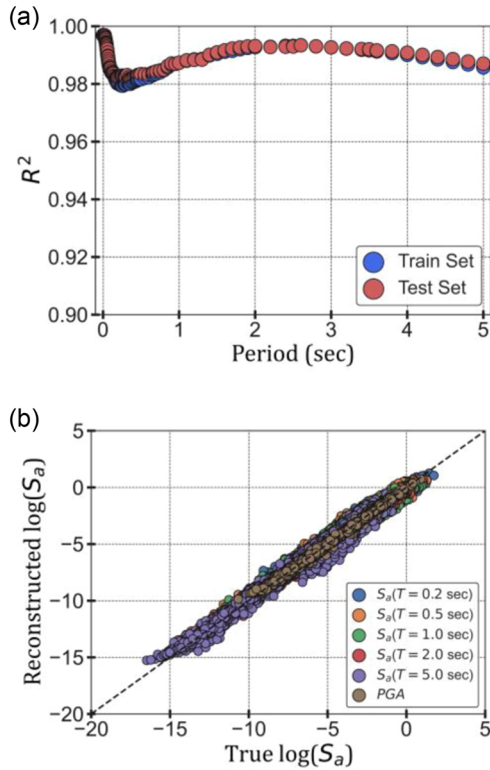 (a)
1.00
0.98
0.96
0.94
0.92
0.90
R²
Train Set
Test Set
0 1 2 3 4 5
Period (sec)
(b)
5
0
−5
−10
−15
−20
Reconstructed log(Sₐ)
Sₐ(T = 0.2 sec)
Sₐ(T = 0.5 sec)
Sₐ(T = 1.0 sec)
Sₐ(T = 2.0 sec)
Sₐ(T = 5.0 sec)
PGA
−20 −15 −10 −5 0 5
True log(Sₐ)